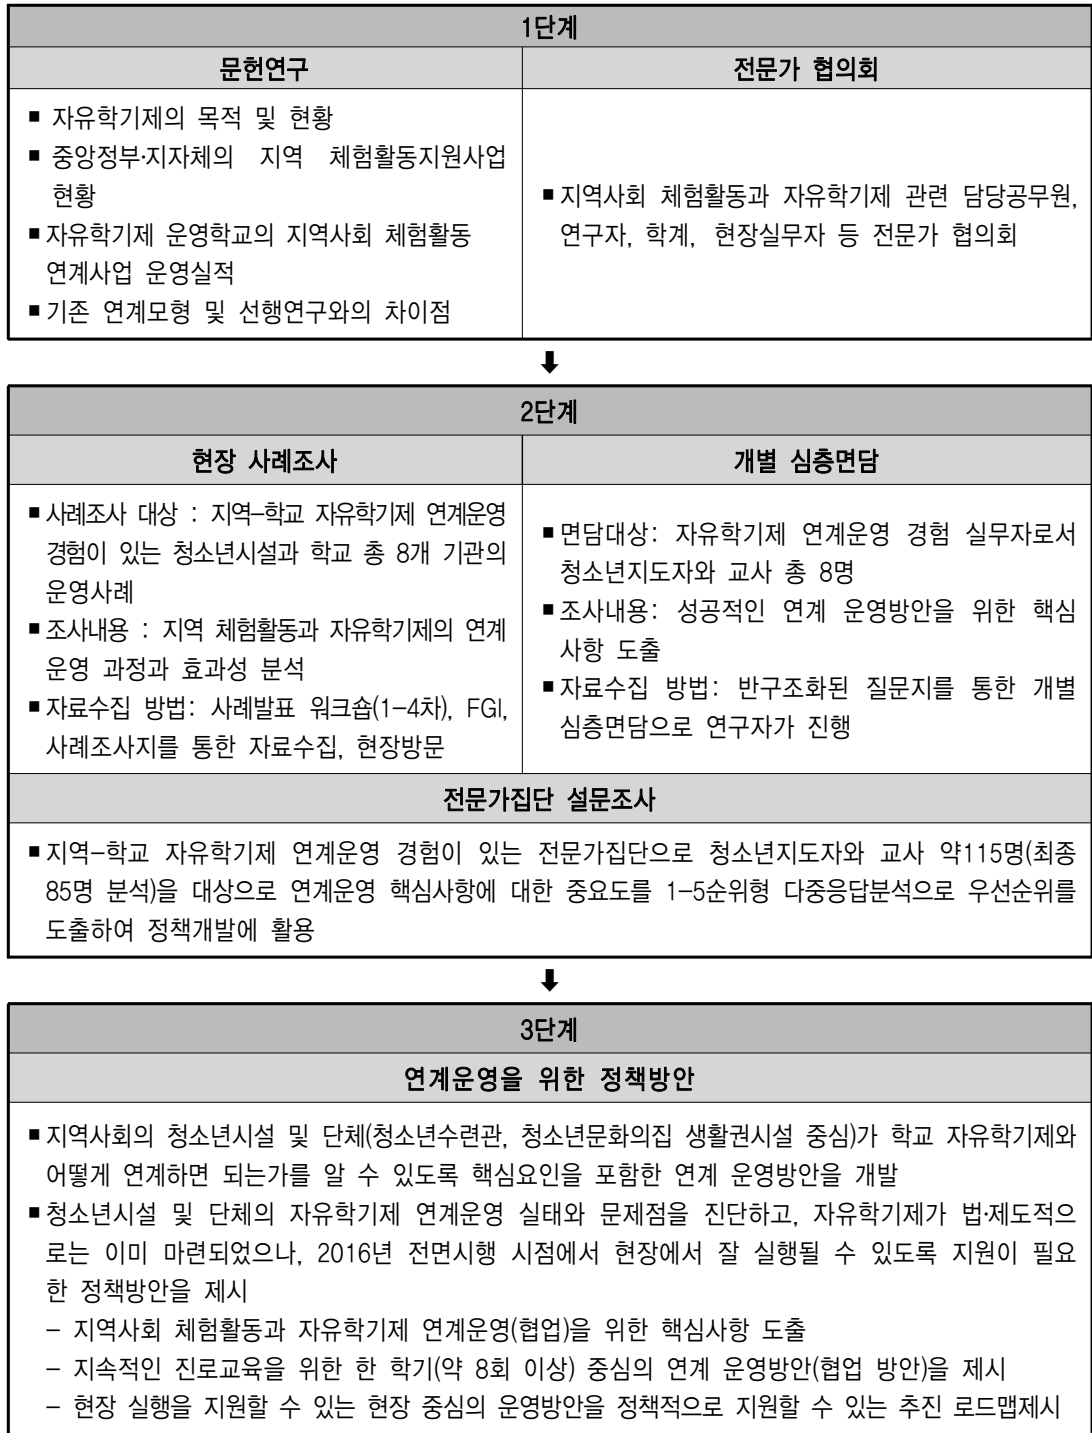 1단계
문헌연구
전문가 협의회
▪ 자유학기제의 목적 및 현황
▪ 중앙정부·지자체의 지역 체험활동지원사업
현황
▪ 자유학기제 운영학교의 지역사회 체험활동
연계사업 운영실적
▪ 기존 연계모형 및 선행연구와의 차이점
▪ 지역사회 체험활동과 자유학기제 관련 담당공무원,
연구자, 학계, 현장실무자 등 전문가 협의회
⬇
2단계
현장 사례조사
개별 심층면담
▪ 사례조사 대상 : 지역–학교 자유학기제 연계운영
경험이 있는 청소년시설과 학교 총 8개 기관의
운영사례
▪ 조사내용 : 지역 체험활동과 자유학기제의 연계
운영 과정과 효과성 분석
▪ 자료수집 방법: 사례발표 워크숍(1–4차), FGI,
사례조사지를 통한 자료수집, 현장방문
▪ 면담대상: 자유학기제 연계운영 경험 실무자로서
청소년지도자와 교사 총 8명
▪ 조사내용: 성공적인 연계 운영방안을 위한 핵심
사항 도출
▪ 자료수집 방법: 반구조화된 질문지를 통한 개별
심층면담으로 연구자가 진행
전문가집단 설문조사
▪ 지역–학교 자유학기제 연계운영 경험이 있는 전문가집단으로 청소년지도자와 교사 약115명(최종
85명 분석)을 대상으로 연계운영 핵심사항에 대한 중요도를 1–5순위형 다중응답분석으로 우선순위를
도출하여 정책개발에 활용
⬇
3단계
연계운영을 위한 정책방안
▪ 지역사회의 청소년시설 및 단체(청소년수련관, 청소년문화의집 생활권시설 중심)가 학교 자유학기제와
어떻게 연계하면 되는가를 알 수 있도록 핵심요인을 포함한 연계 운영방안을 개발
▪ 청소년시설 및 단체의 자유학기제 연계운영 실태와 문제점을 진단하고, 자유학기제가 법·제도적으
로는 이미 마련되었으나, 2016년 전면시행 시점에서 현장에서 잘 실행될 수 있도록 지원이 필요
한 정책방안을 제시
– 지역사회 체험활동과 자유학기제 연계운영(협업)을 위한 핵심사항 도출
– 지속적인 진로교육을 위한 한 학기(약 8회 이상) 중심의 연계 운영방안(협업 방안)을 제시
– 현장 실행을 지원할 수 있는 현장 중심의 운영방안을 정책적으로 지원할 수 있는 추진 로드맵제시